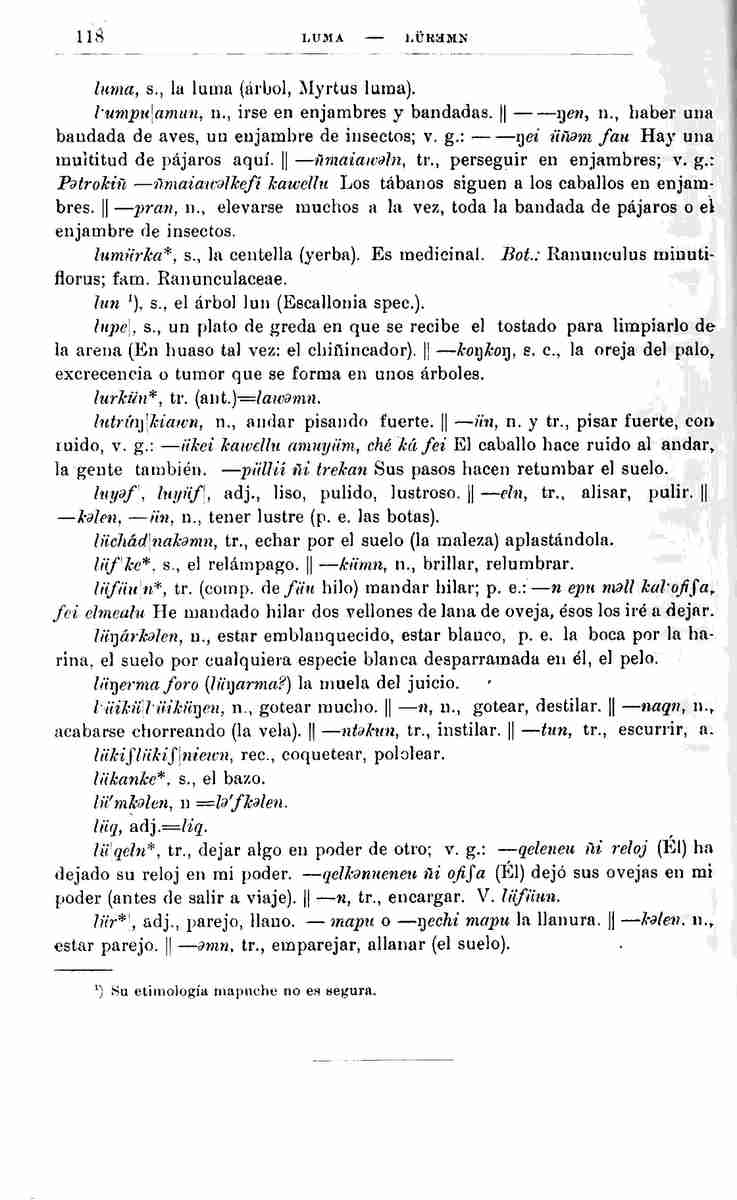 118 LUMA — LÜRƏMN
luma, s., la luma (árbol, Myrtus luma).
l·umpu|amun, n., irse en enjambres y bandadas. || — —ŋen, n., haber una
bandada de aves, un enjambre de insectos; v. g.: — —ŋei üñəm fau Hay una
multitud de pájaros aquí. || —ñmaiawəln, tr., perseguir en enjambres; v. g.:
Pətrokiñ —ñmaiawəlkefi kawellu Los tábanos siguen a los caballos en enjam-
bres. || —pran, n., elevarse muchos a la vez, toda la bandada de pájaros o el
enjambre de insectos.
lumürka*, s., la centella (yerba). Es medicinal. Bot.: Ranunculus minuti-
florus; fam. Ranunculaceae.
lun ¹), s., el árbol lun (Escallonia spec.).
lupe|, s., un plato de greda en que se recibe el tostado para limpiarlo de
la arena (En huaso tal vez: el chiñincador). || —koŋkoŋ, s. c., la oreja del palo,
excrecencia o tumor que se forma en unos árboles.
lurkün*, tr. (ant.)=lawəmn.
lutríŋ|kiawn, n., andar pisando fuerte. || —ün, n. y tr., pisar fuerte, con
ruido, v. g.: —ükei kawellu amuyüm, ché ká fei El caballo hace ruido al andar,
la gente también. —pülli ñi trekan Sus pasos hacen retumbar el suelo.
luyəf|, luyüf|, adj., liso, pulido, lustroso. || —eln, tr., alisar, pulir. ||
—kəlen, —ün, n., tener lustre (p. e. las botas).
lüchád|nakəmn, tr., echar por el suelo (la maleza) aplastándola.
lüf|ke*, s., el relámpago. || —kümn, n., brillar, relumbrar.
lüfüu|n*, tr. (comp. de füu hilo) mandar hilar; p. e.: —n epu məll kal·ofiʃa,
fei elmealu He mandado hilar dos vellones de lana de oveja, ésos los iré a dejar.
lüŋárkəlen, n., estar emblanquecido, estar blanco, p. e. la boca por la ha-
rina, el suelo por cualquiera especie blanca desparramada en él, el pelo.
lüŋerma foro (lüŋarma?) la muela del juicio.
l·üikü|l·üiküŋen, n., gotear mucho. || —n, n., gotear, destilar. || —naqn, n.,
acabarse chorreando (la vela). || —ntəkun, tr., instilar. || —tun, tr., escurrir, a.
lükiʃlükiʃ|niewn, rec., coquetear, pololear.
lükanke*, s., el bazo.
lü'mkəlen, n =lə'fkəlen.
lüq, adj.=liq.
lü|qeln*, tr., dejar algo en poder de otro; v. g.: —qeleneu ñi reloj (Él) ha
dejado su reloj en mi poder. —qelkənueneu ñi ofiʃa (Él) dejó sus ovejas en mi
poder (antes de salir a viaje). || —n, tr., encargar. V. lüfüun.
lür*|, adj., parejo, llano. — mapu o —ŋechi mapu la llanura. || —kəlen, n.,
estar parejo. || —əmn, tr., emparejar, allanar (el suelo).
¹) Su etimología mapuche no es segura.